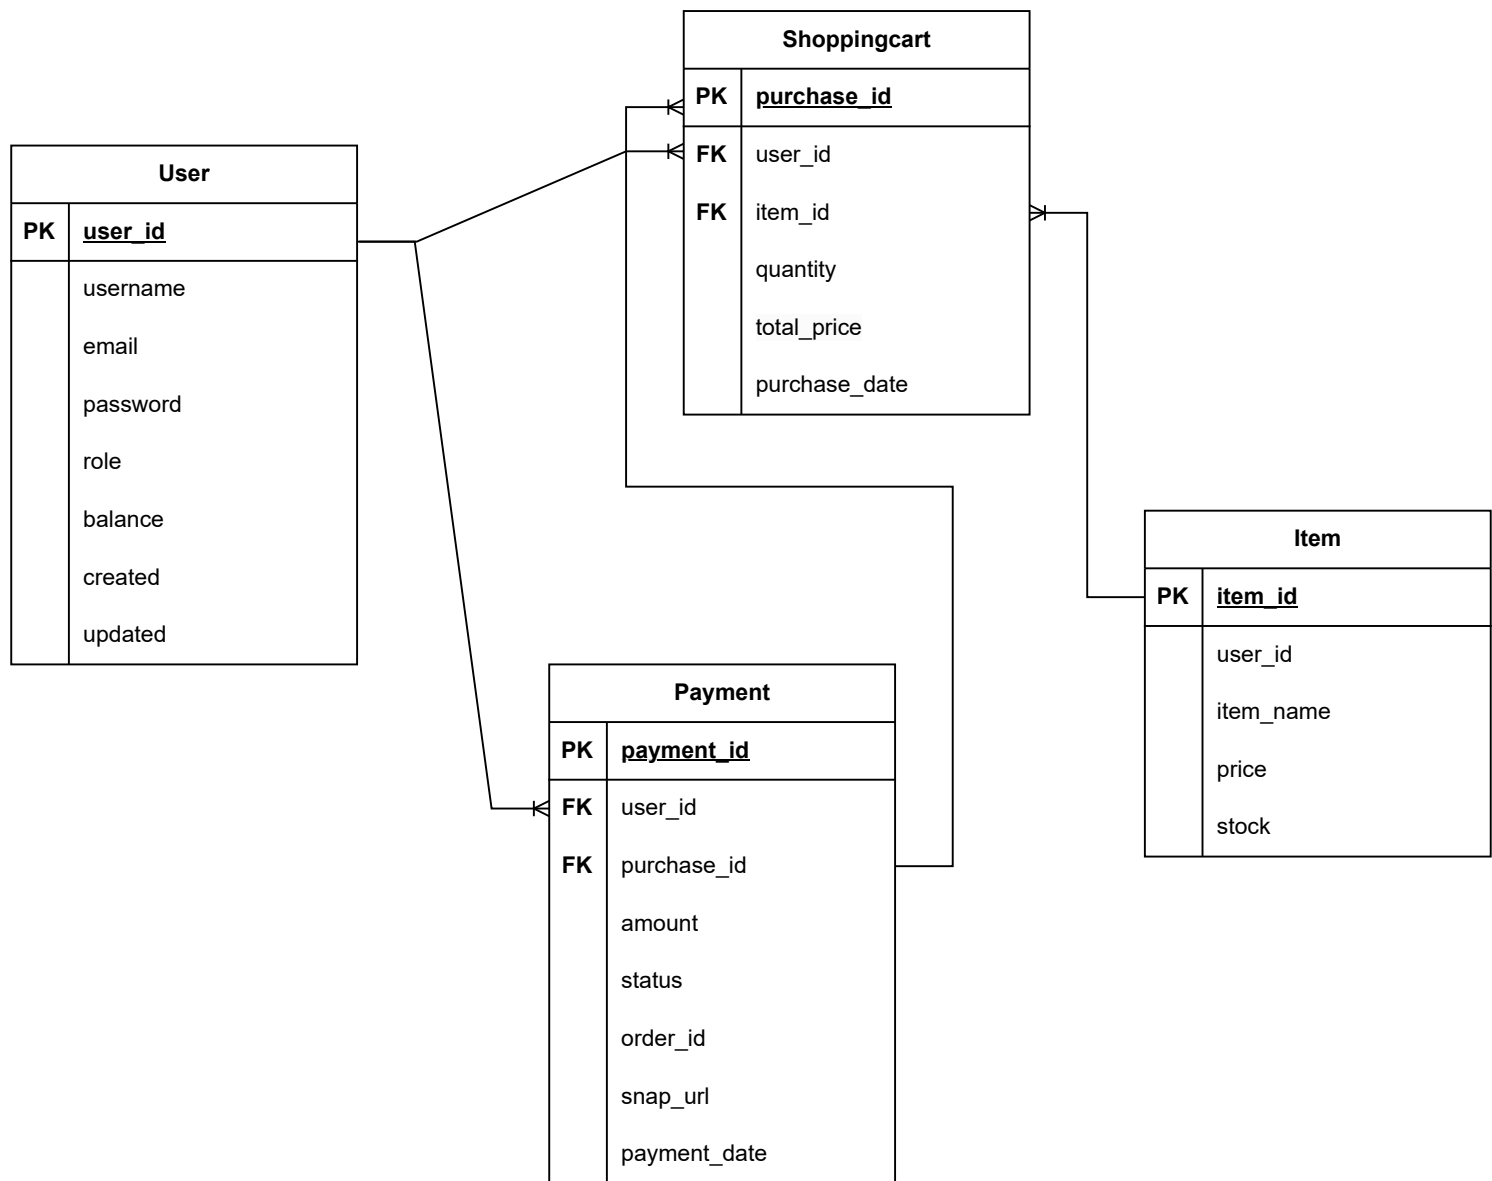 Shoppingcart
PK purchase_id
FK user_id
FK item_id
quantity
total_price
purchase_date
User
PK user_id
username
email
password
role
balance
created
updated
Item
PK item_id
user_id
item_name
price
stock
Payment
PK payment_id
FK user_id
FK purchase_id
amount
status
order_id
snap_url
payment_date